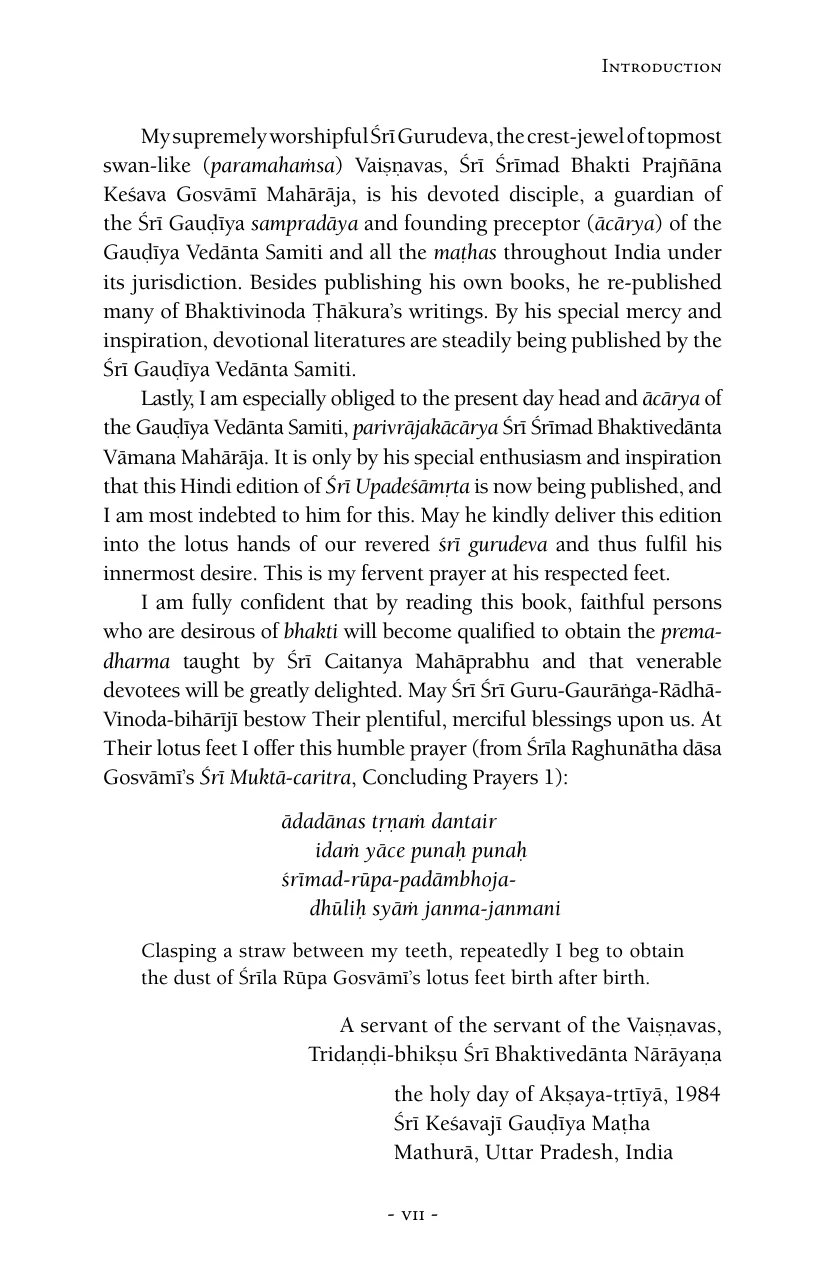 Introduction
My supremely worshipful Śrī Gurudeva, the crest-jewel of topmost
swan-like (paramahaṁsa) Vaiṣṇavas, Śrī Śrīmad Bhakti Prajñāna
Keśava Gosvāmī Mahārāja, is his devoted disciple, a guardian of
the Śrī Gauḍīya sampradāya and founding preceptor (ācārya) of the
Gauḍīya Vedānta Samiti and all the maṭhas throughout India under
its jurisdiction. Besides publishing his own books, he re-published
many of Bhaktivinoda Ṭhākura’s writings. By his special mercy and
inspiration, devotional literatures are steadily being published by the
Śrī Gauḍīya Vedānta Samiti.
Lastly, I am especially obliged to the present day head and ācārya of
the Gauḍīya Vedānta Samiti, parivrājakācārya Śrī Śrīmad Bhaktivedānta
Vāmana Mahārāja. It is only by his special enthusiasm and inspiration
that this Hindi edition of Śrī Upadeśāmṛta is now being published, and
I am most indebted to him for this. May he kindly deliver this edition
into the lotus hands of our revered śrī gurudeva and thus fulfil his
innermost desire. This is my fervent prayer at his respected feet.
I am fully confident that by reading this book, faithful persons
who are desirous of bhakti will become qualified to obtain the prema-
dharma taught by Śrī Caitanya Mahāprabhu and that venerable
devotees will be greatly delighted. May Śrī Śrī Guru-Gaurāṅga-Rādhā-
Vinoda-bihārījī bestow Their plentiful, merciful blessings upon us. At
Their lotus feet I offer this humble prayer (from Śrīla Raghunātha dāsa
Gosvāmī’s Śrī Muktā-caritra, Concluding Prayers 1):
ādadānas tṛṇaṁ dantair
idaṁ yāce punaḥ punaḥ
śrīmad-rūpa-padāmbhoja-
dhūliḥ syāṁ janma-janmani
Clasping a straw between my teeth, repeatedly I beg to obtain
the dust of Śrīla Rūpa Gosvāmī’s lotus feet birth after birth.
A servant of the servant of the Vaiṣṇavas,
Tridaṇḍi-bhikṣu Śrī Bhaktivedānta Nārāyaṇa
the holy day of Akṣaya-tṛtīyā, 1984
Śrī Keśavajī Gauḍīya Maṭha
Mathurā, Uttar Pradesh, India
- vii -